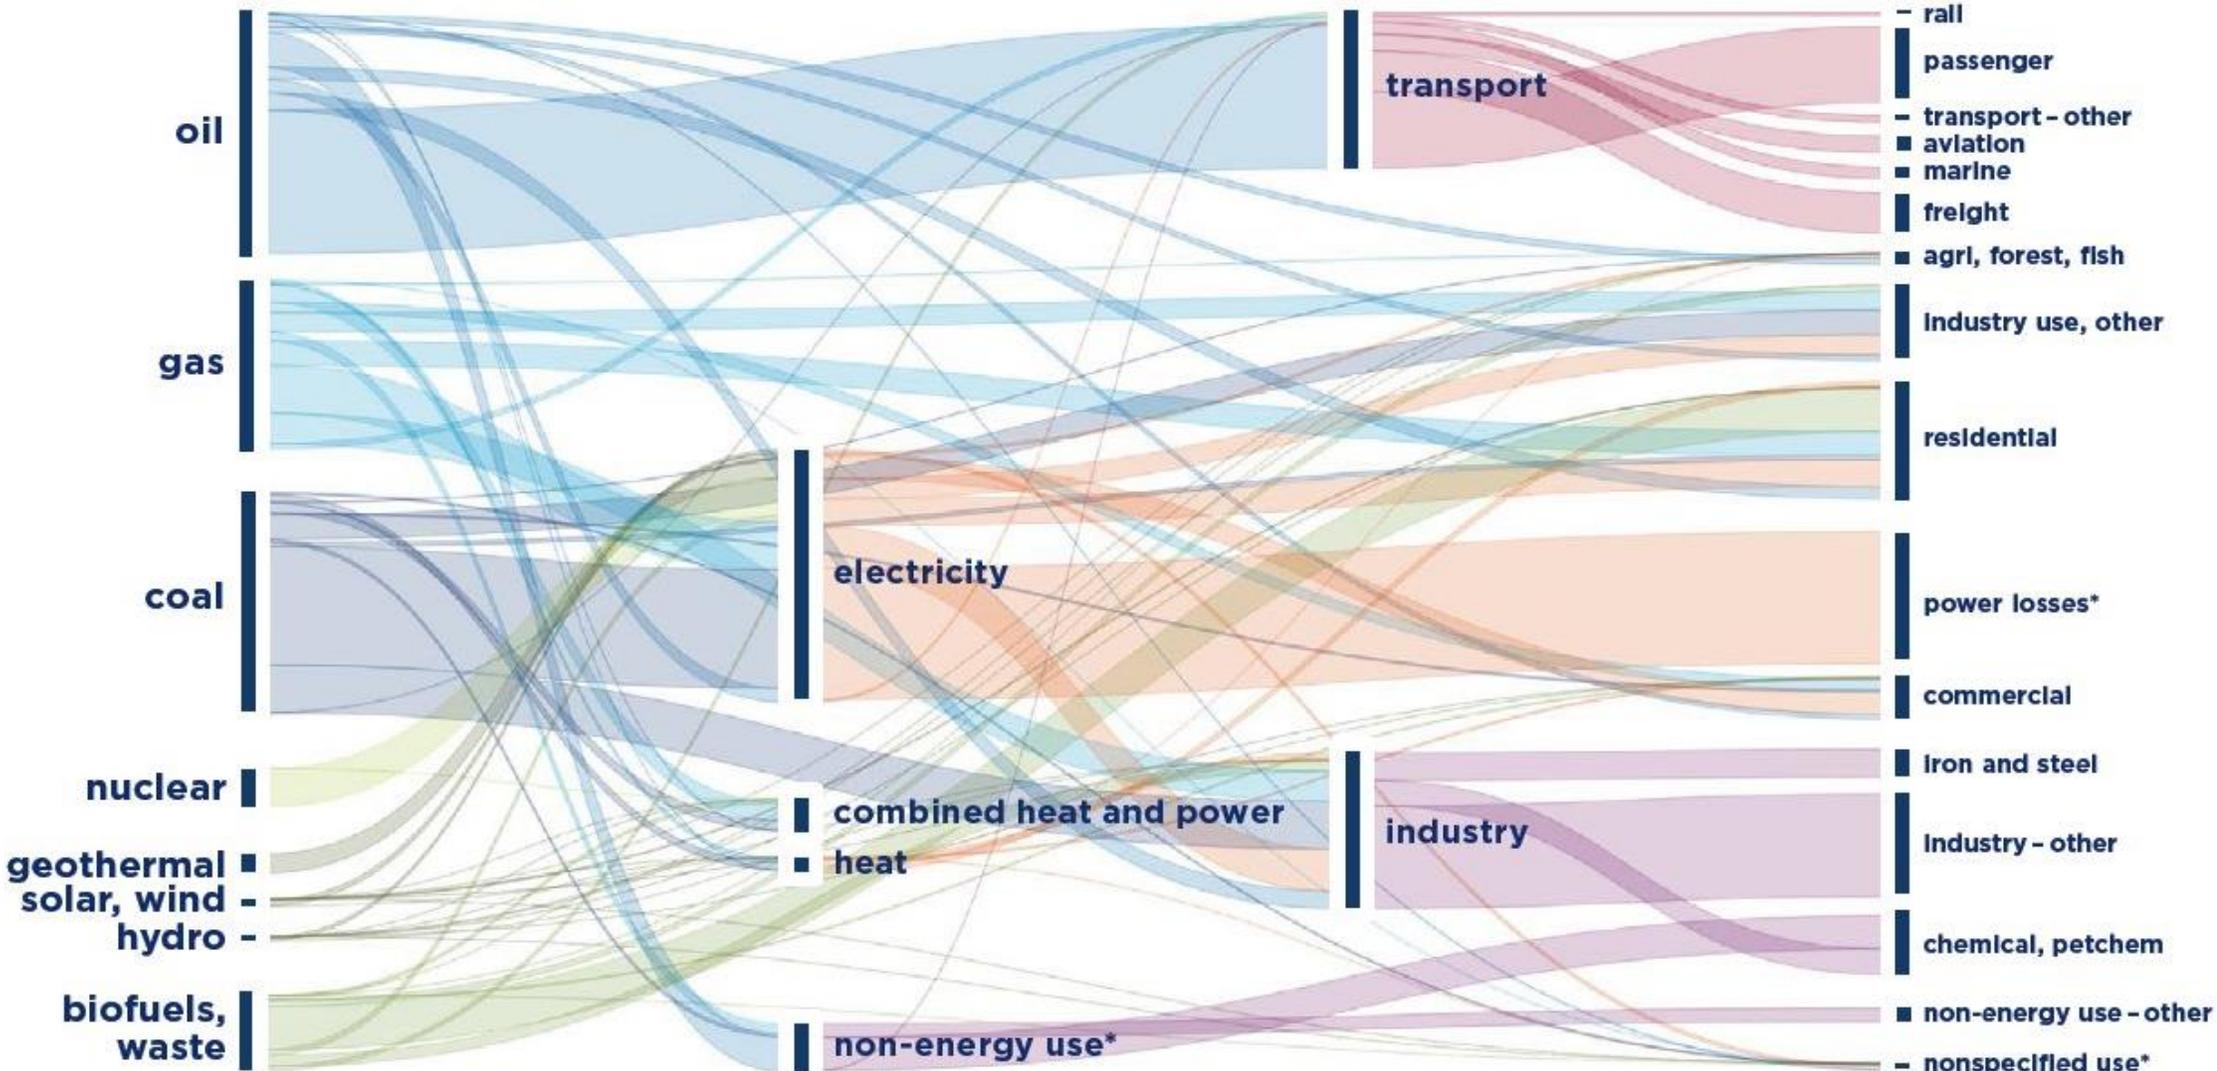 oil
gas
coal
nuclear
geothermal
solar, wind
hydro
biofuels,
waste
transport
electricity
combined heat and power
heat
industry
non-energy use*
rail
passenger
transport – other
aviation
marine
freight
agri, forest, fish
industry use, other
residential
power losses*
commercial
iron and steel
industry – other
chemical, petchem
non-energy use – other
nonspecified use*